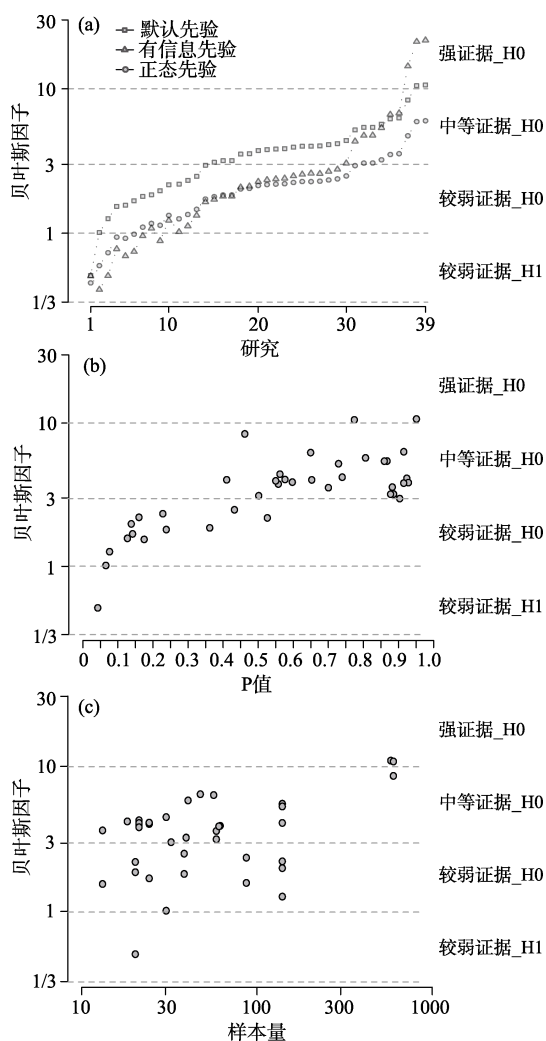 30
(a)
默认先验
有信息先验
正态先验
强证据_H0
10
中等证据_H0
贝叶斯因子
3
较弱证据_H0
1
较弱证据_H1
1/3
1 10 20 30 39
研究
30
(b)
强证据_H0
10
中等证据_H0
贝叶斯因子
3
较弱证据_H0
1
较弱证据_H1
1/3
0 0.1 0.2 0.3 0.4 0.5 0.6 0.7 0.8 0.9 1.0
P值
30
(c)
强证据_H0
10
中等证据_H0
贝叶斯因子
3
较弱证据_H0
1
较弱证据_H1
1/3
10 30 100 300 1000
样本量